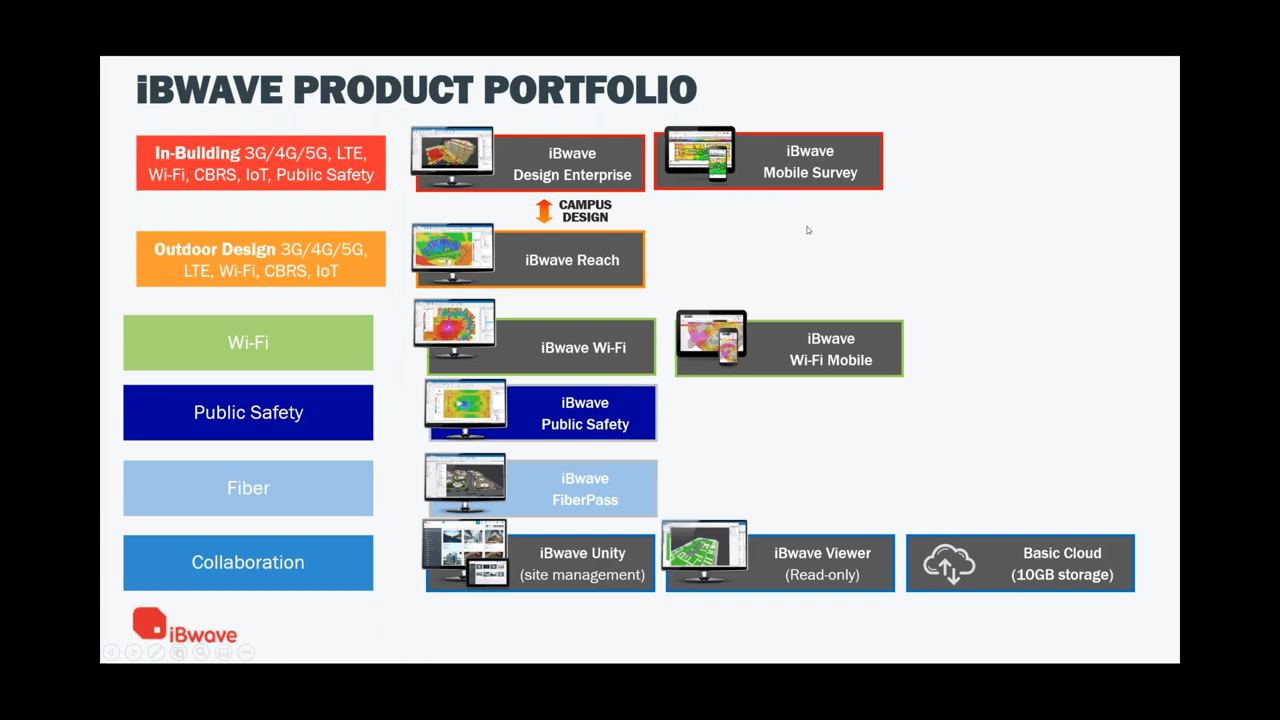 iBWAVE PRODUCT PORTFOLIO
In-Building 3G/4G/5G, LTE,
Wi-Fi, CBRS, IoT, Public Safety
iBwave
Design Enterprise
iBwave
Mobile Survey
CAMPUS
DESIGN
Outdoor Design 3G/4G/5G,
LTE, Wi-Fi, CBRS, IoT
iBwave Reach
Wi-Fi
iBwave Wi-Fi
iBwave
Wi-Fi Mobile
Public Safety
iBwave
Public Safety
Fiber
iBwave
FiberPass
Collaboration
iBwave Unity
(site management)
iBwave Viewer
(Read-only)
Basic Cloud
(10GB storage)
iBwave